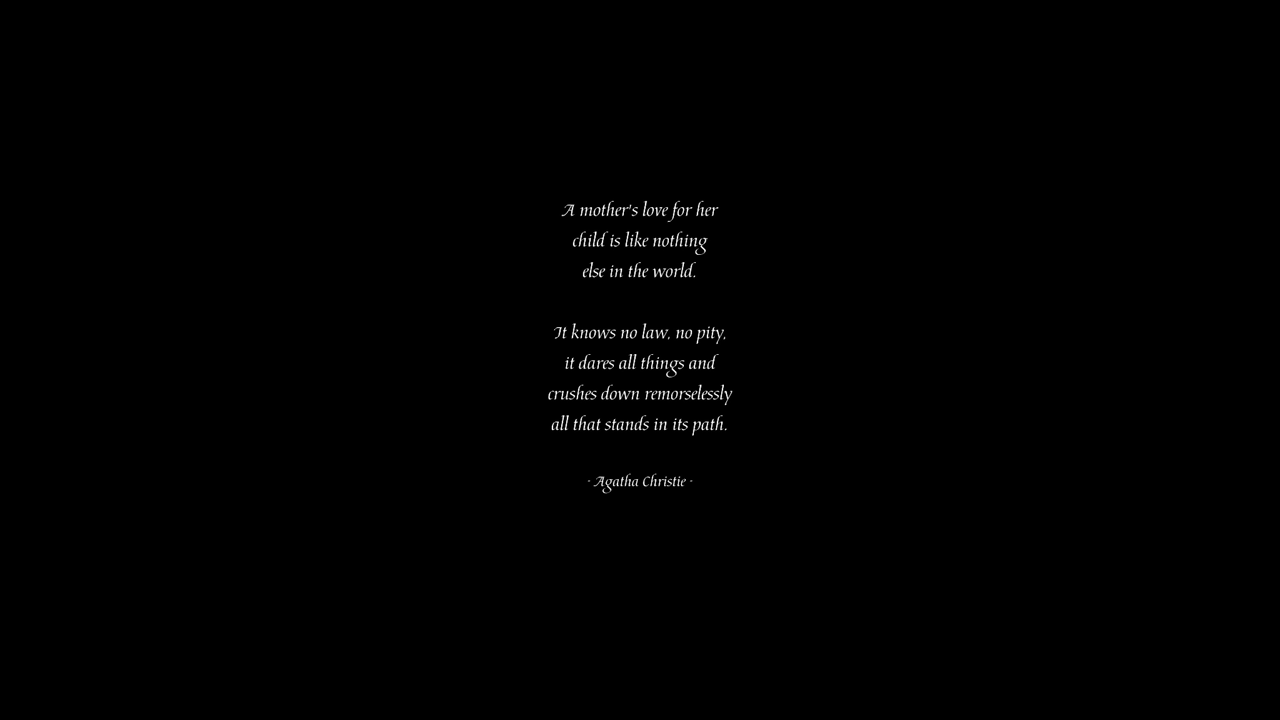 A mother's love for her
child is like nothing
else in the world.
It knows no law, no pity,
it dares all things and
crushes down remorselessly
all that stands in its path.
- Agatha Christie -